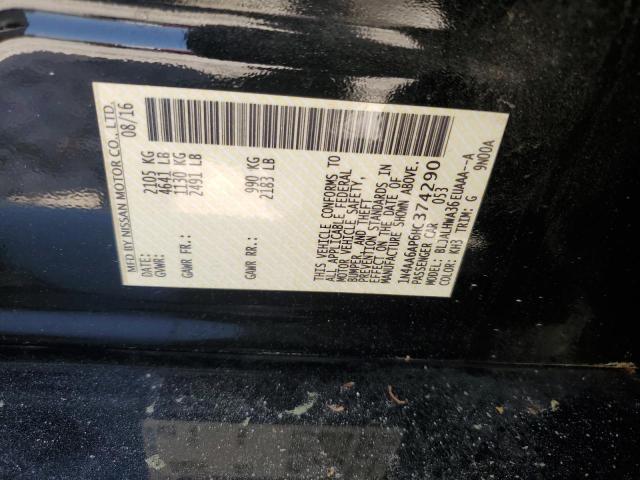 MFD BY NISSAN MOTOR CO., LTD.
DATE: 08/16
GVWR: 2105 KG
4641 LB
GAWR FR: 1130 KG
2491 LB
GAWR RR: 990 KG
2183 LB
THIS VEHICLE CONFORMS TO
ALL APPLICABLE FEDERAL
MOTOR VEHICLE SAFETY,
BUMPER, AND THEFT
PREVENTION STANDARDS IN
EFFECT ON THE DATE OF
MANUFACTURE SHOWN ABOVE.
1N4AA6AP6HC374290
PASSENGER CAR 053
MODEL: BLJALHWA36EUAAAA--A
COLOR: KH3 TRIM: G 9N00A